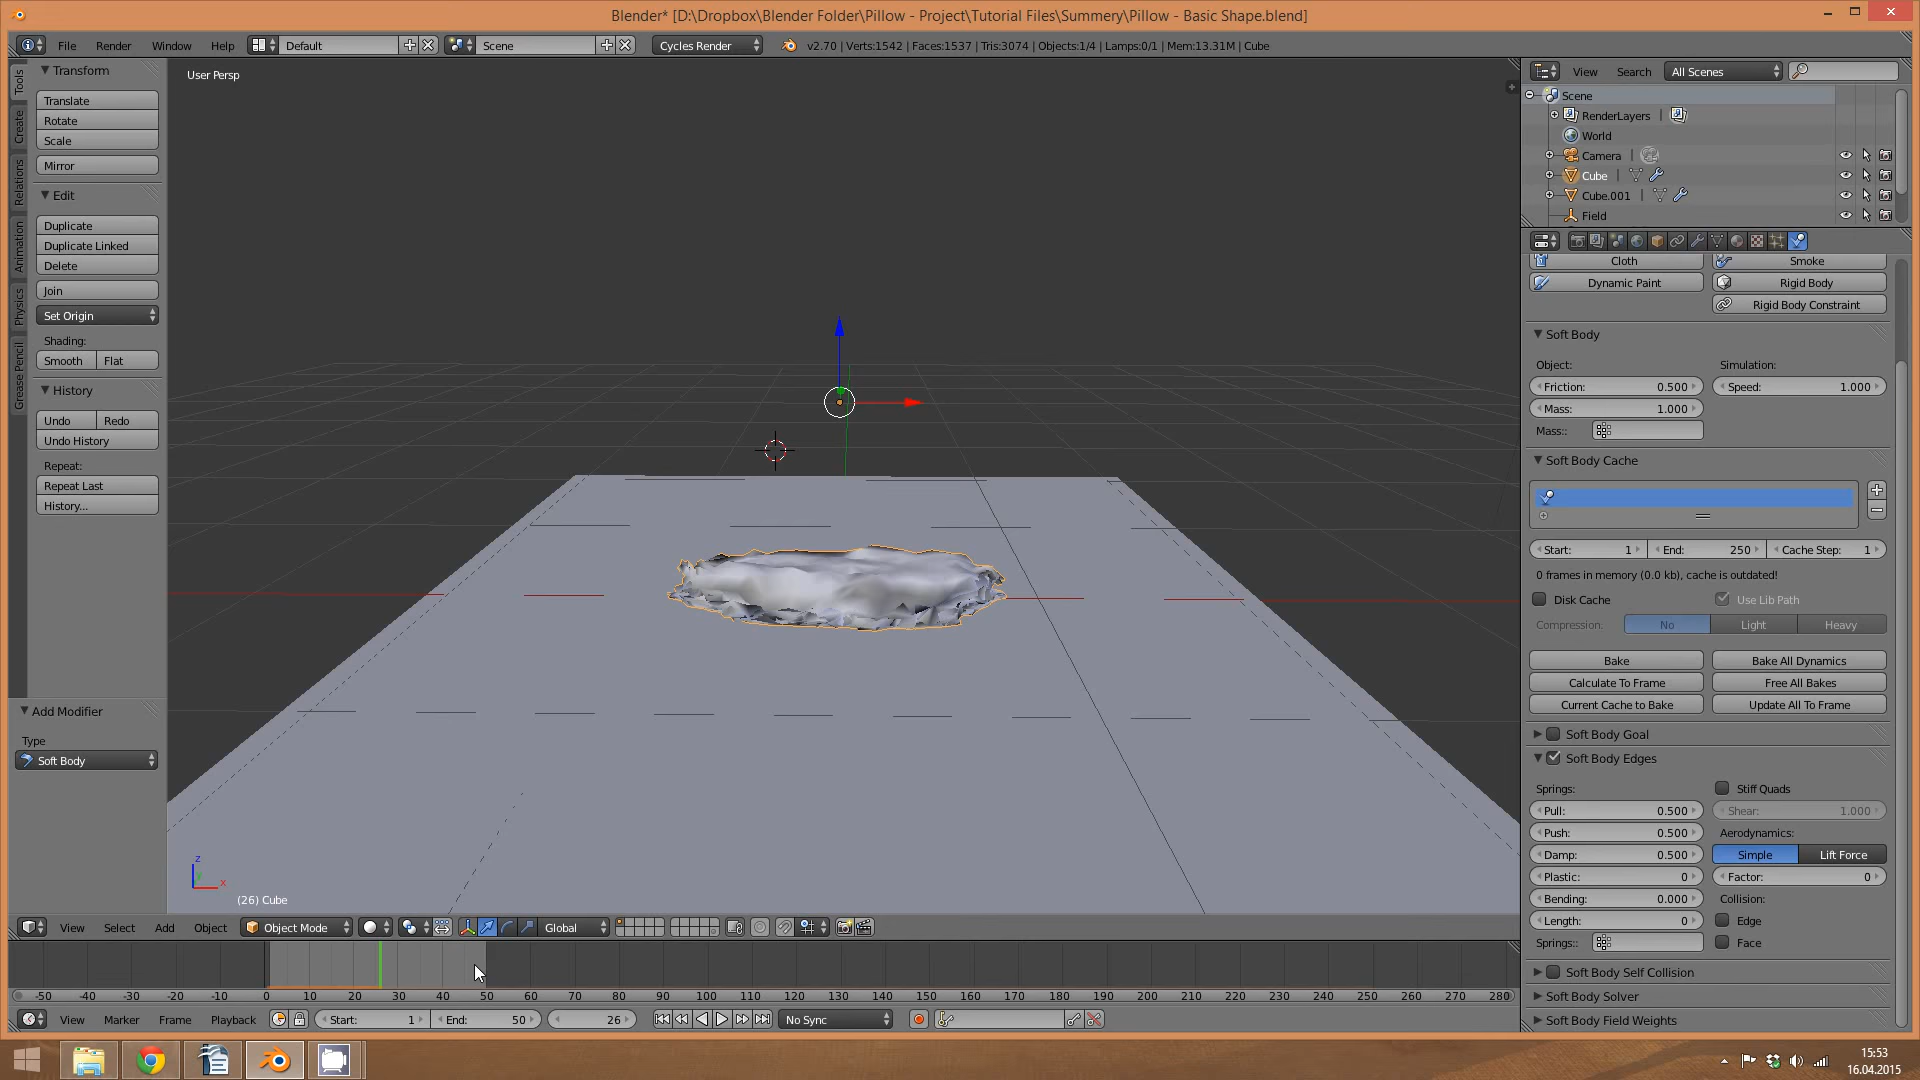 Blender* [D:\Dropbox\Blender Folder\Pillow - Project\Tutorial Files\Summery\Pillow - Basic Shape.blend]
File Render Window Help Default Scene Cycles Render v2.70 | Verts:1542 | Faces:1537 | Tris:3074 | Objects:1/4 | Lamps:0/1 | Mem:13.31M | Cube
Tools
Create
Relations
Animation
Physics
Grease Pencil
Transform
Translate
Rotate
Scale
Mirror
Edit
Duplicate
Duplicate Linked
Delete
Join
Set Origin
Shading:
Smooth Flat
History
Undo Redo
Undo History
Repeat:
Repeat Last
History...
Add Modifier
Type
Soft Body
User Persp
z
y
x
(26) Cube
View Select Add Object Object Mode Global
-50 -40 -30 -20 -10 0 10 20 30 40 50 60 70 80 90 100 110 120 130 140 150 160 170 180 190 200 210 220 230 240 250 260 270 280
View Marker Frame Playback Start: 1 End: 50 26 No Sync
View Search All Scenes
Scene
RenderLayers
World
Camera
Cube
Cube.001
Field
Cloth Smoke
Dynamic Paint Rigid Body
Rigid Body Constraint
Soft Body
Object: Simulation:
Friction: 0.500 Speed: 1.000
Mass: 1.000
Mass::
Soft Body Cache
Start: 1 End: 250 Cache Step: 1
0 frames in memory (0.0 kb), cache is outdated!
Disk Cache Use Lib Path
Compression: No Light Heavy
Bake Bake All Dynamics
Calculate To Frame Free All Bakes
Current Cache to Bake Update All To Frame
Soft Body Goal
Soft Body Edges
Springs: Stiff Quads
Pull: 0.500 Shear: 1.000
Push: 0.500 Aerodynamics:
Damp: 0.500 Simple Lift Force
Plastic: 0 Factor: 0
Bending: 0.000 Collision:
Length: 0 Edge
Springs:: Face
Soft Body Self Collision
Soft Body Solver
Soft Body Field Weights
15:53
16.04.2015